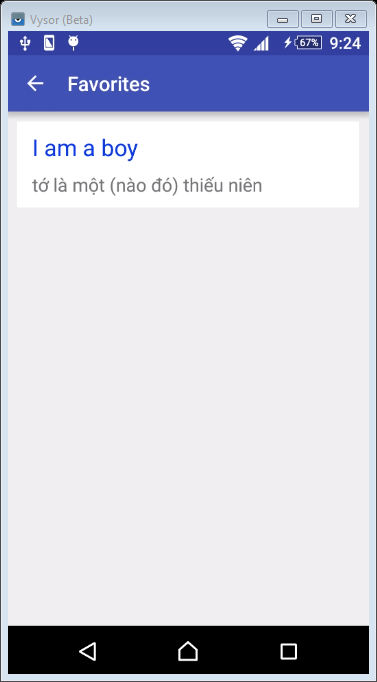 Vysor (Beta)
67% 9:24
Favorites
I am a boy
tớ là một (nào đó) thiếu niên